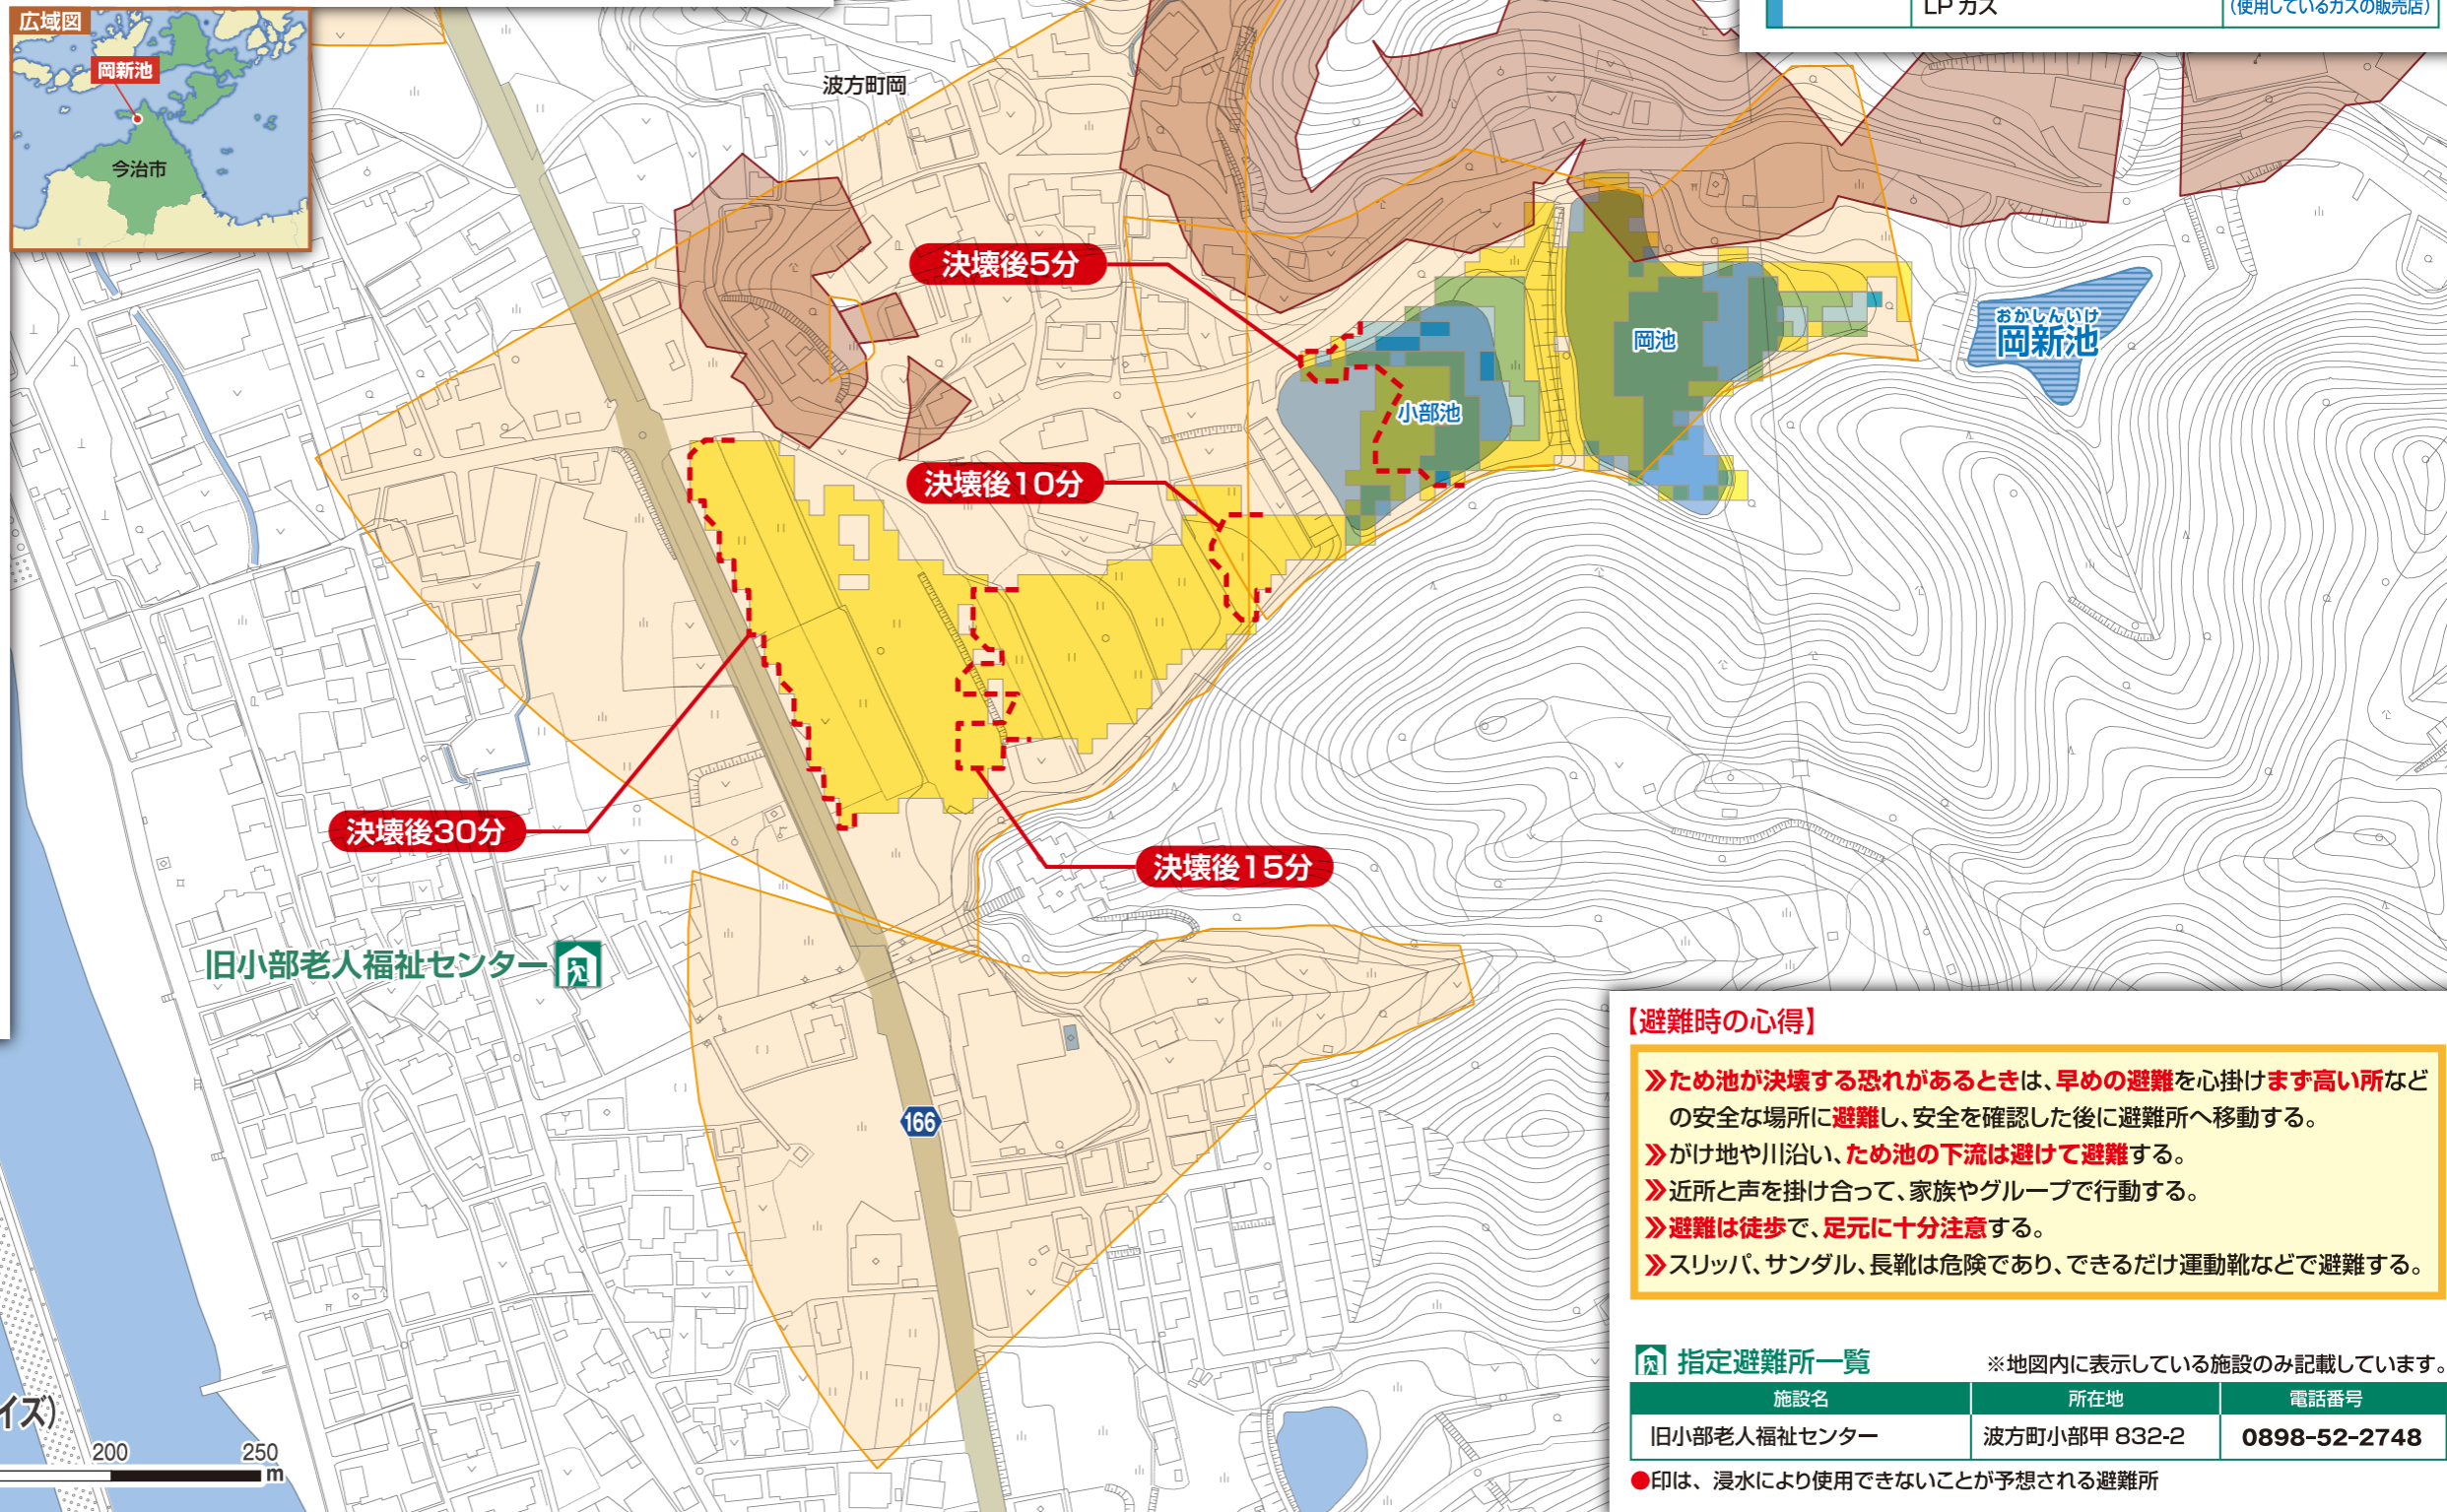 広域図
岡新池
今治市
LPガス
(使用しているガスの販売店)
波方町岡
決壊後5分
おかしんいけ
岡新池
岡池
小部池
決壊後10分
決壊後30分
決壊後15分
旧小部老人福祉センター
166
イズ)
200
250
m
【避難時の心得】
≫ため池が決壊する恐れがあるときは、早めの避難を心掛けまず高い所など
の安全な場所に避難し、安全を確認した後に避難所へ移動する。
≫がけ地や川沿い、ため池の下流は避けて避難する。
≫近所と声を掛け合って、家族やグループで行動する。
≫避難は徒歩で、足元に十分注意する。
≫スリッパ、サンダル、長靴は危険であり、できるだけ運動靴などで避難する。
指定避難所一覧
※地図内に表示している施設のみ記載しています。
施設名 所在地 電話番号
旧小部老人福祉センター 波方町小部甲 832-2 0898-52-2748
●印は、浸水により使用できないことが予想される避難所